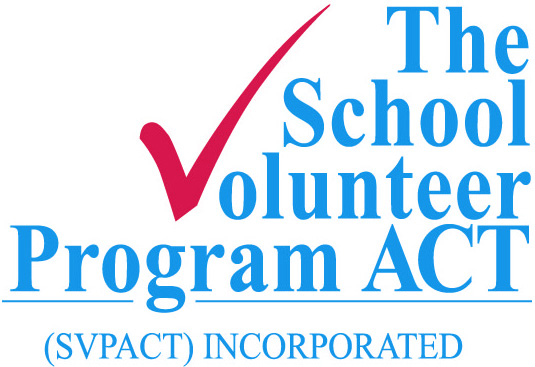 The
School
Volunteer
Program ACT
(SVPACT) INCORPORATED